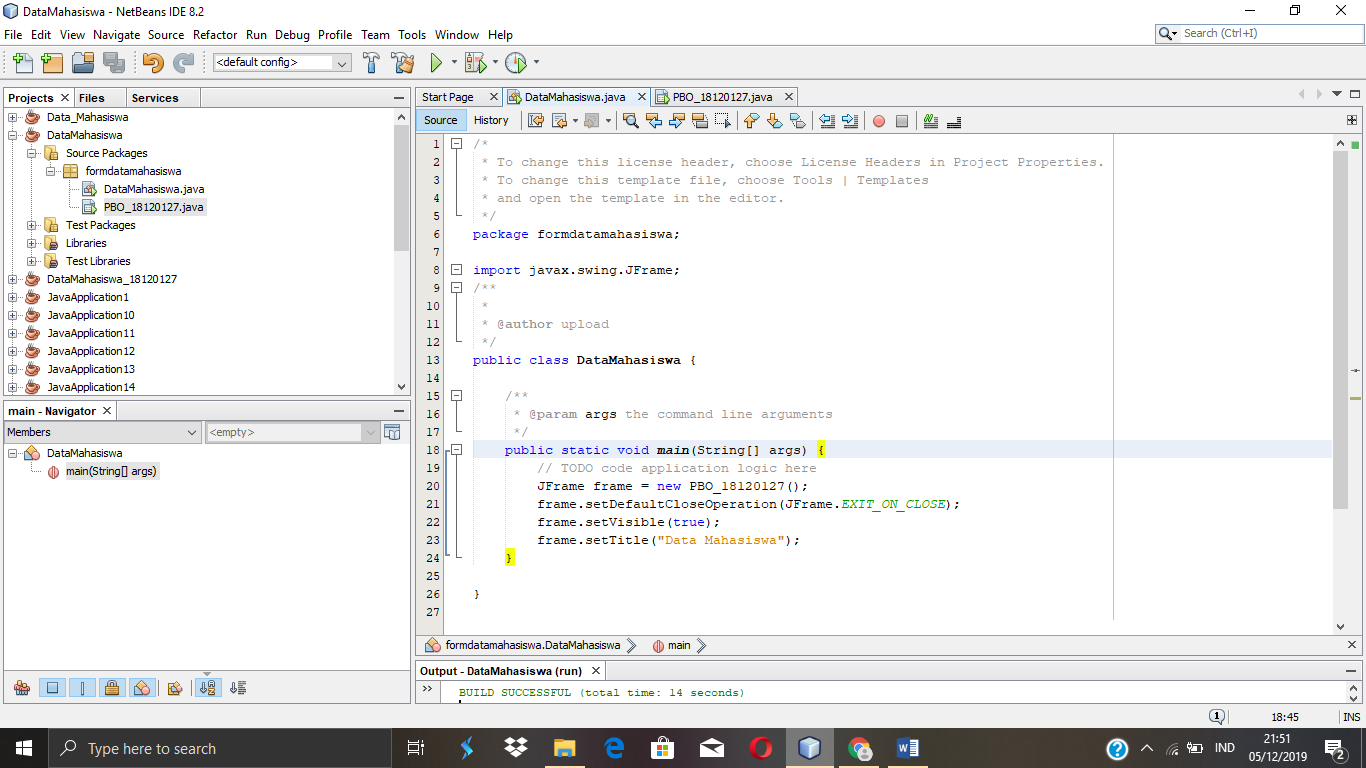 DataMahasiswa - NetBeans IDE 8.2
File Edit View Navigate Source Refactor Run Debug Profile Team Tools Window Help
Search (Ctrl+I)
<default config>
Projects Files Services
Data_Mahasiswa
DataMahasiswa
Source Packages
formdatamahasiswa
DataMahasiswa.java
PBO_18120127.java
Test Packages
Libraries
Test Libraries
DataMahasiswa_18120127
JavaApplication1
JavaApplication10
JavaApplication11
JavaApplication12
JavaApplication13
JavaApplication14
main - Navigator
Members <empty>
DataMahasiswa
main(String[] args)
Start Page DataMahasiswa.java PBO_18120127.java
Source History
1 /*
2 * To change this license header, choose License Headers in Project Properties.
3 * To change this template file, choose Tools | Templates
4 * and open the template in the editor.
5 */
6 package formdatamahasiswa;
7
8 import javax.swing.JFrame;
9 /**
10 *
11 * @author upload
12 */
13 public class DataMahasiswa {
14
15 /**
16 * @param args the command line arguments
17 */
18 public static void main(String[] args) {
19 // TODO code application logic here
20 JFrame frame = new PBO_18120127();
21 frame.setDefaultCloseOperation(JFrame.EXIT_ON_CLOSE);
22 frame.setVisible(true);
23 frame.setTitle("Data Mahasiswa");
24 }
25
26 }
27
formdatamahasiswa.DataMahasiswa main
Output - DataMahasiswa (run)
BUILD SUCCESSFUL (total time: 14 seconds)
1 18:45 INS
Type here to search
IND
21:51
05/12/2019
2